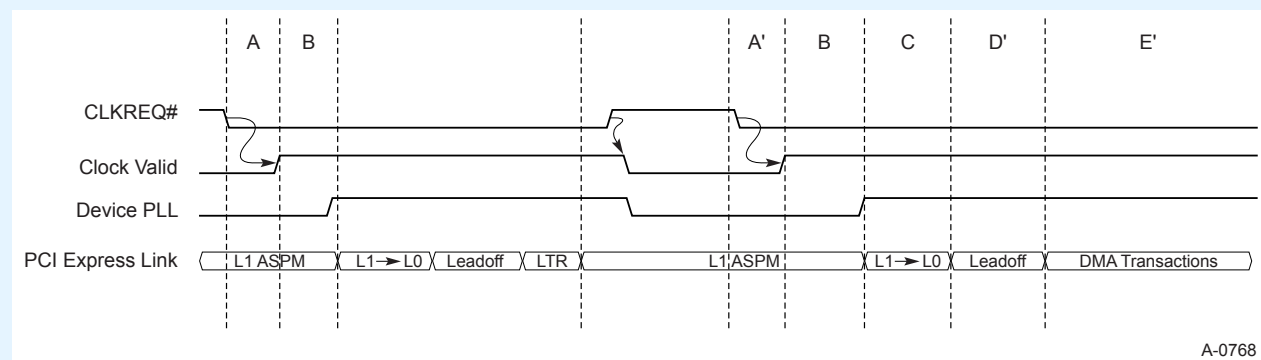 A B A' B C D' E'
CLKREQ#
Clock Valid
Device PLL
PCI Express Link L1 ASPM L1 → L0 Leadoff LTR L1 ASPM L1 → L0 Leadoff DMA Transactions
A-0768